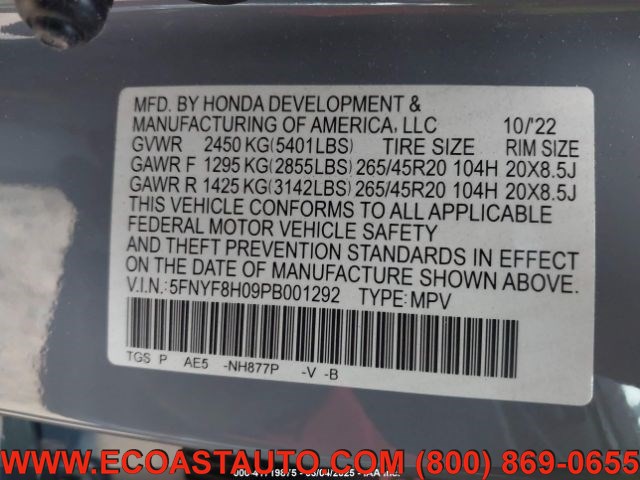 MFD. BY HONDA DEVELOPMENT &
MANUFACTURING OF AMERICA, LLC 10/'22
GVWR 2450 KG(5401LBS) TIRE SIZE RIM SIZE
GAWR F 1295 KG(2855LBS) 265/45R20 104H 20X8.5J
GAWR R 1425 KG(3142LBS) 265/45R20 104H 20X8.5J
THIS VEHICLE CONFORMS TO ALL APPLICABLE
FEDERAL MOTOR VEHICLE SAFETY
AND THEFT PREVENTION STANDARDS IN EFFECT
ON THE DATE OF MANUFACTURE SHOWN ABOVE.
V.I.N.:5FNYF8H09PB001292 TYPE:MPV
TGS P AE5 -NH877P -V -B
WWW.ECOASTAUTO.COM (800) 869-0655